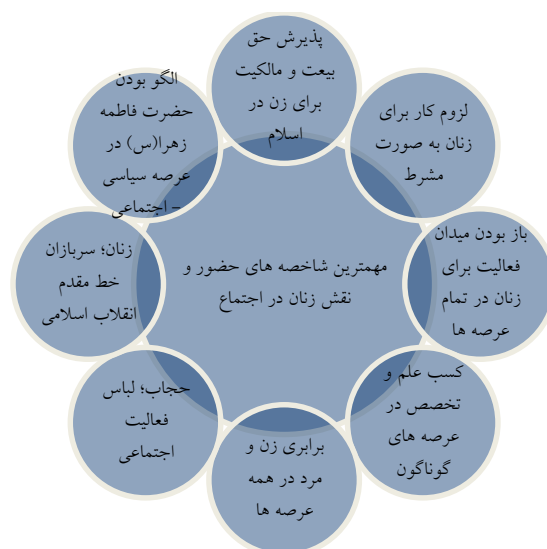 مهمترین شاخصه های حضور و
نقش زنان در اجتماع
پذیرش حق
بیعت و مالکیت
برای زن در
اسلام
لزوم کار برای
زنان به صورت
مشرط
باز بودن میدان
فعالیت برای
زنان در تمام
عرصه ها
کسب علم و
تخصص در
عرصه های
گوناگون
برابری زن و
مرد در همه
عرصه ها
حجاب؛ لباس
فعالیت
اجتماعی
زنان؛ سربازان
خط مقدم
انقلاب اسلامی
الگو بودن
حضرت فاطمه
زهرا(س) در
عرصه سیاسی
- اجتماعی